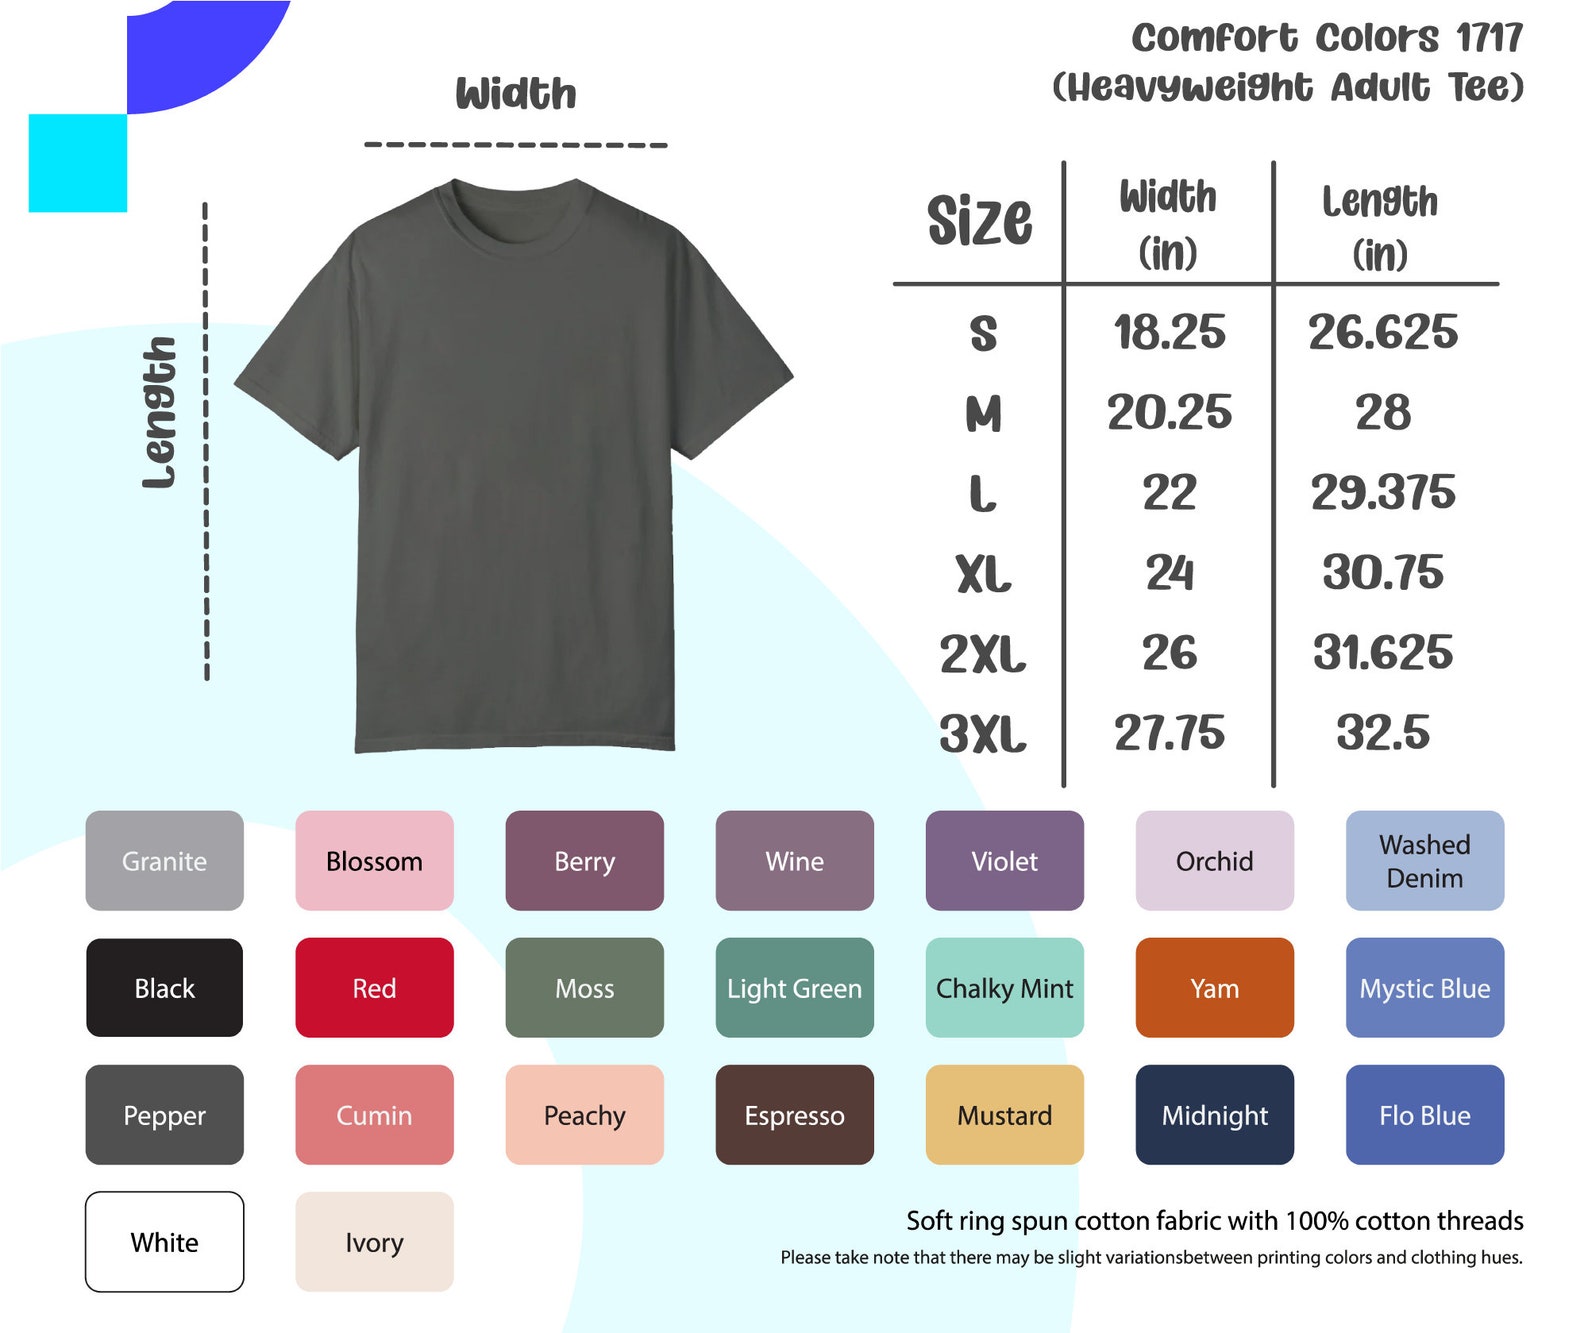 Comfort Colors 1717
(Heavyweight Adult Tee)
Width
Length
Size Width (in) Length (in)
S 18.25 26.625
M 20.25 28
L 22 29.375
XL 24 30.75
2XL 26 31.625
3XL 27.75 32.5
Granite Blossom Berry Wine Violet Orchid Washed Denim
Black Red Moss Light Green Chalky Mint Yam Mystic Blue
Pepper Cumin Peachy Espresso Mustard Midnight Flo Blue
White Ivory
Soft ring spun cotton fabric with 100% cotton threads
Please take note that there may be slight variationsbetween printing colors and clothing hues.